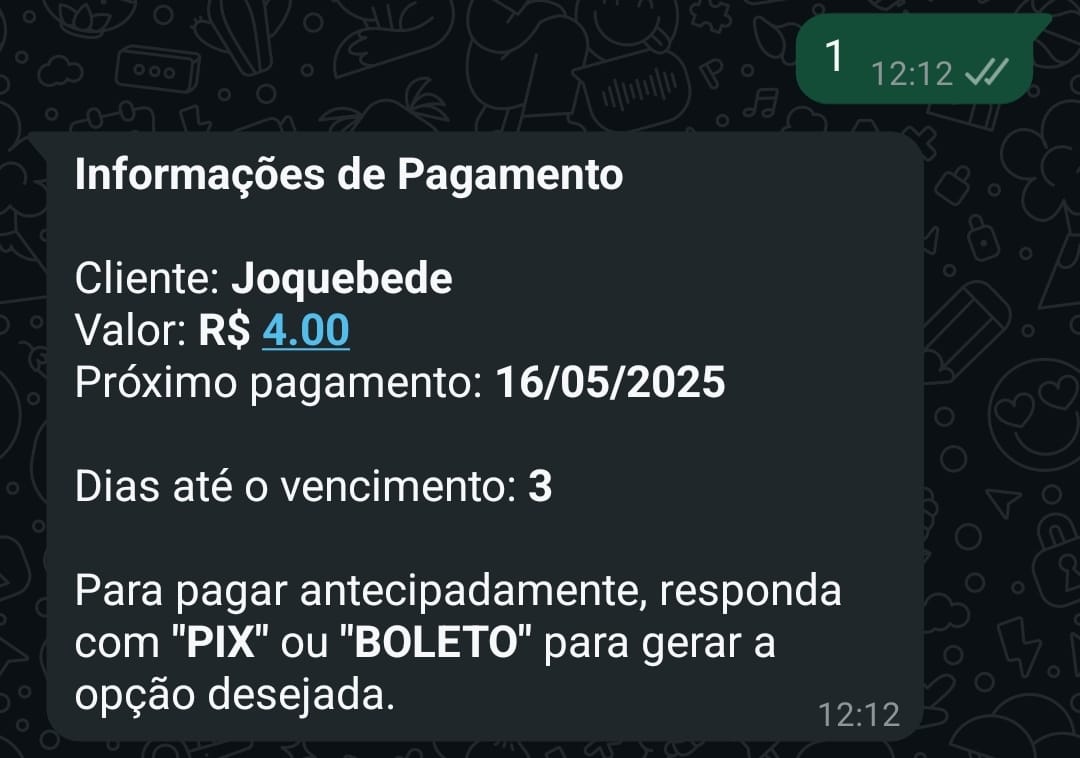 1
12:12
Informações de Pagamento
Cliente: Joquebede
Valor: R$ 4.00
Próximo pagamento: 16/05/2025
Dias até o vencimento: 3
Para pagar antecipadamente, responda
com "PIX" ou "BOLETO" para gerar a
opção desejada.
12:12